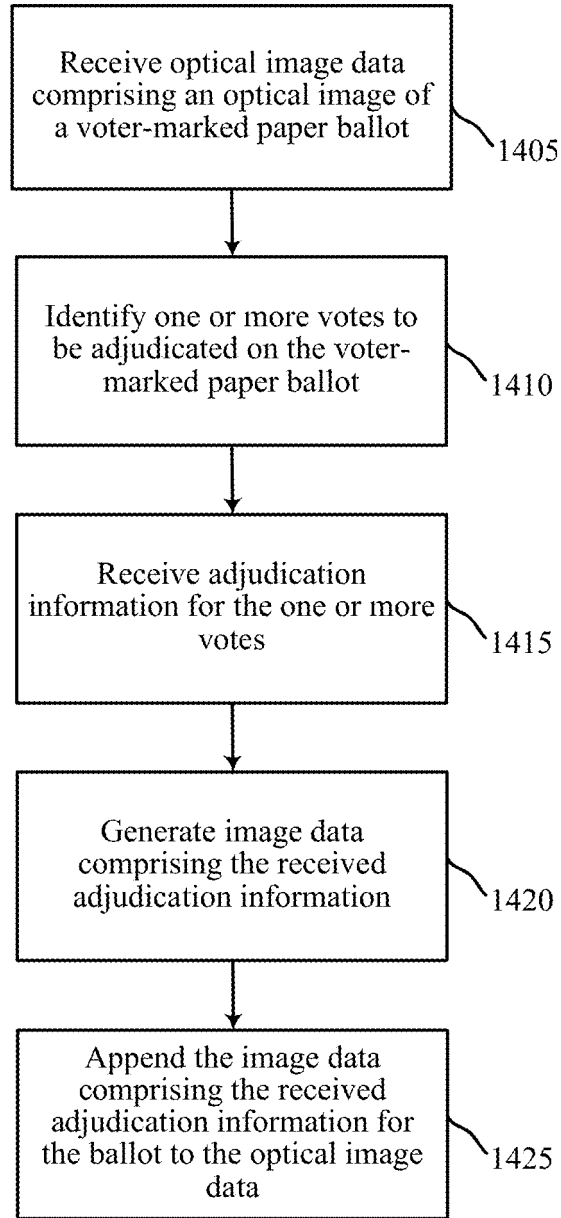 Receive optical image data
comprising an optical image of
a voter-marked paper ballot
1405
Identify one or more votes to
be adjudicated on the voter-
marked paper ballot
1410
Receive adjudication
information for the one or more
votes
1415
Generate image data
comprising the received
adjudication information
1420
Append the image data
comprising the received
adjudication information for
the ballot to the optical image
data
1425